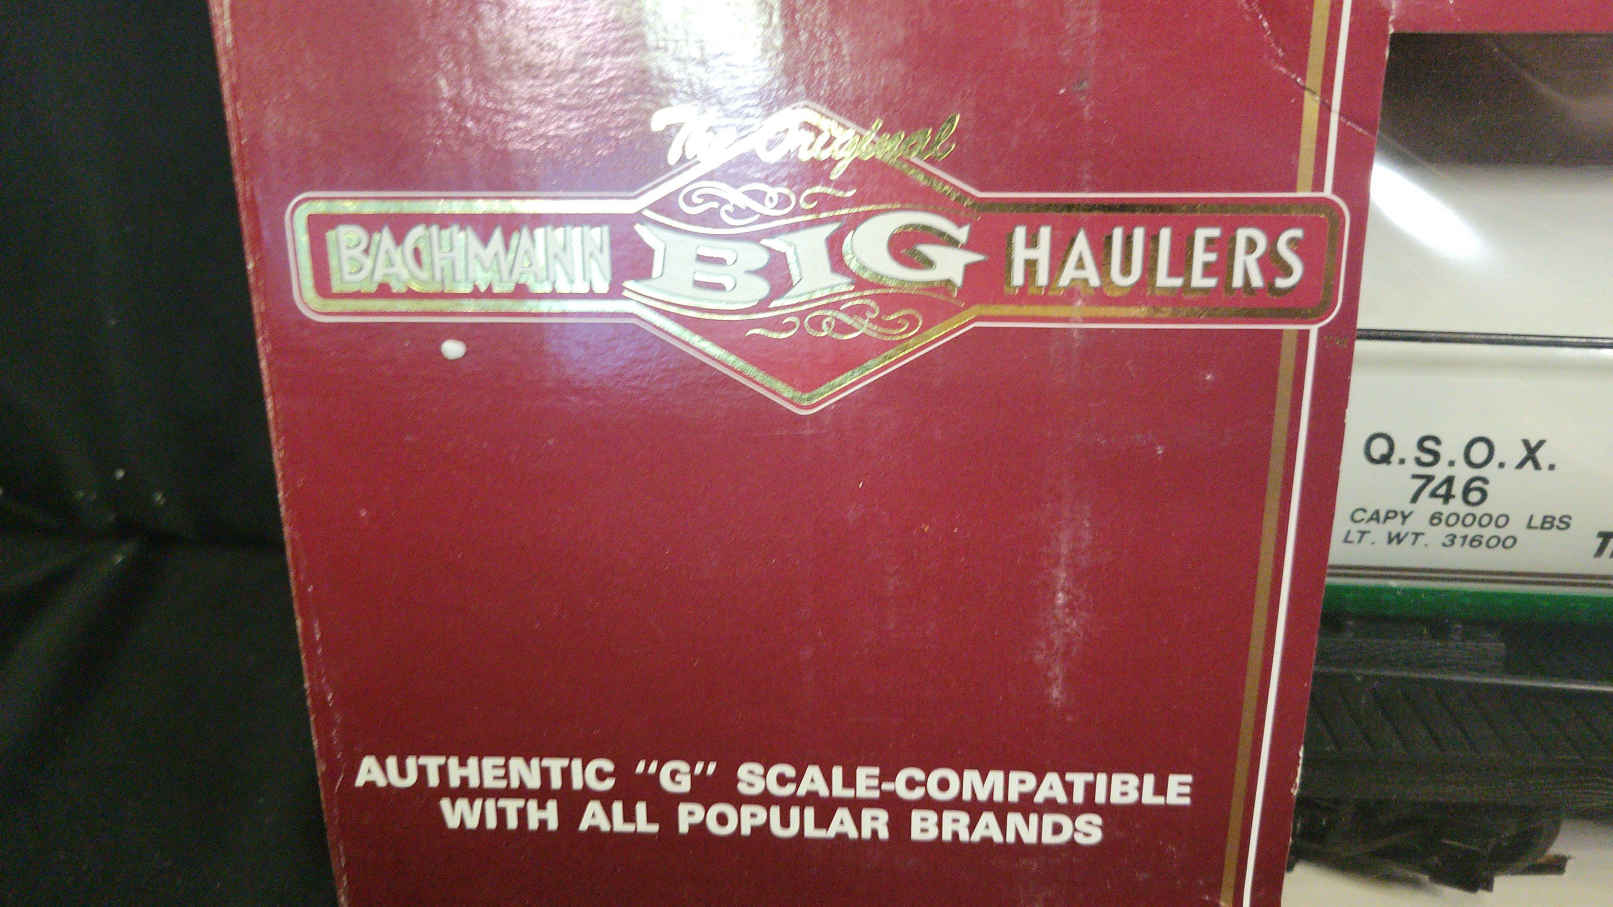 The Original
BACHMANN BIG HAULERS
AUTHENTIC "G" SCALE-COMPATIBLE
WITH ALL POPULAR BRANDS
Q.S.O.X.
746
CAPY 60000 LBS
LT. WT. 31600